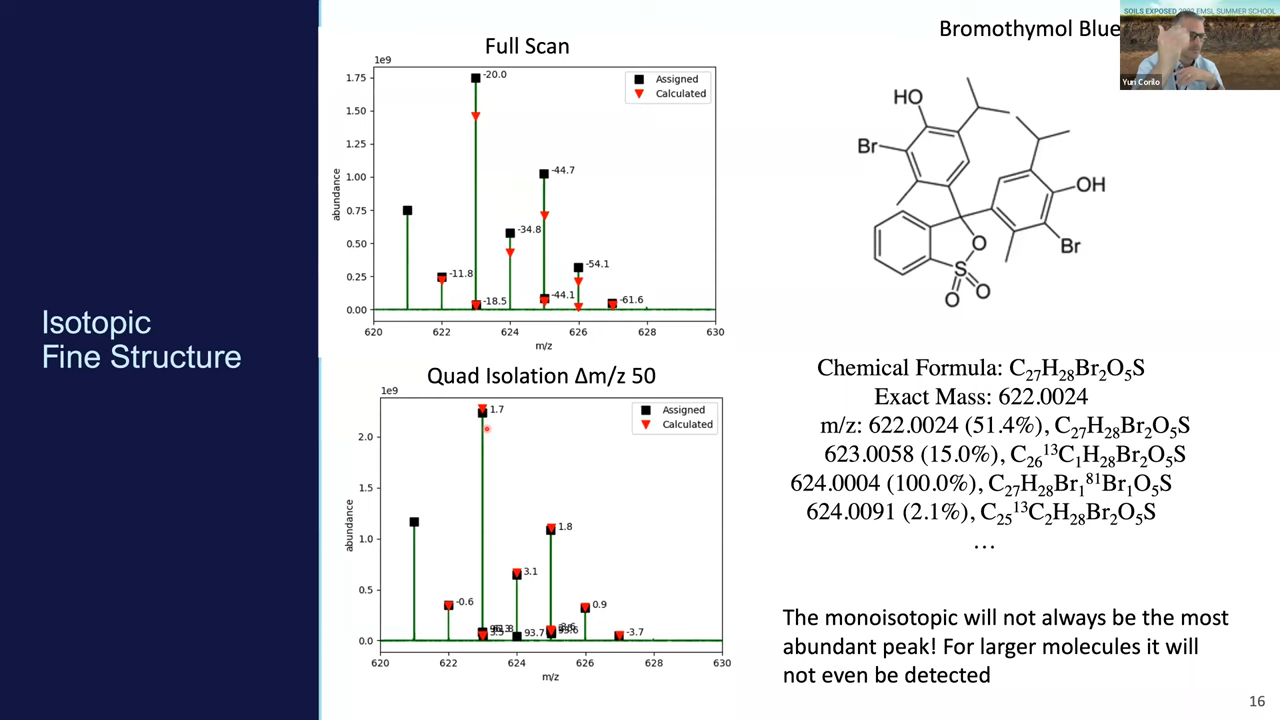 SOILS EXPOSED 2022 EMSL SUMMER SCHOOL
Yuri Corilo
Isotopic
Fine Structure
Full Scan
1e9
Assigned
Calculated
1.75
1.50
1.25
1.00
0.75
0.50
0.25
0.00
abundance
-20.0
-44.7
-34.8
-11.8
-18.5
-54.1
-44.1
-61.6
620
622
624
626
628
630
m/z
Quad Isolation Δm/z 50
1e9
Assigned
Calculated
2.0
1.5
1.0
0.5
0.0
abundance
1.7
1.8
3.1
-0.6
0.9
3.5
93.7
-3.7
620
622
624
626
628
630
m/z
Bromothymol Blue
HO
Br
OH
Br
O
S
O
O
Chemical Formula: C₂₇H₂₈Br₂O₅S
Exact Mass: 622.0024
m/z: 622.0024 (51.4%), C₂₇H₂₈Br₂O₅S
623.0058 (15.0%), C₂₆¹³C₁H₂₈Br₂O₅S
624.0004 (100.0%), C₂₇H₂₈Br₁⁸¹Br₁O₅S
624.0091 (2.1%), C₂₅¹³C₂H₂₈Br₂O₅S
...
The monoisotopic will not always be the most
abundant peak! For larger molecules it will
not even be detected
16